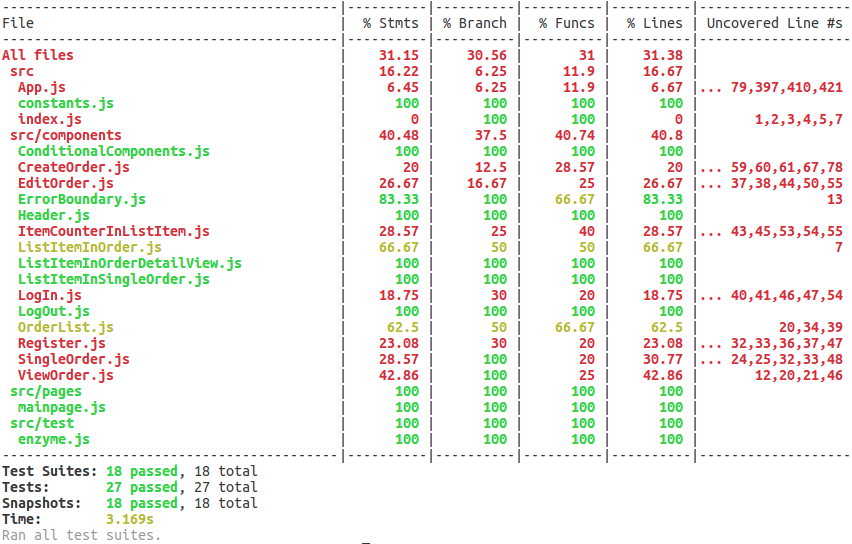 -----------------------------------------|----------|----------|----------|----------|-------------------|
File | % Stmts | % Branch | % Funcs | % Lines | Uncovered Line #s
-----------------------------------------|----------|----------|----------|----------|-------------------|
All files | 31.15 | 30.56 | 31 | 31.38 |
src | 16.22 | 6.25 | 11.9 | 16.67 |
App.js | 6.45 | 6.25 | 11.9 | 6.67 |... 79,397,410,421
constants.js | 100 | 100 | 100 | 100 |
index.js | 0 | 100 | 100 | 0 | 1,2,3,4,5,7
src/components | 40.48 | 37.5 | 40.74 | 40.8 |
ConditionalComponents.js | 100 | 100 | 100 | 100 |
CreateOrder.js | 20 | 12.5 | 28.57 | 20 |... 59,60,61,67,78
EditOrder.js | 26.67 | 16.67 | 25 | 26.67 |... 37,38,44,50,55
ErrorBoundary.js | 83.33 | 100 | 66.67 | 83.33 | 13
Header.js | 100 | 100 | 100 | 100 |
ItemCounterInListItem.js | 28.57 | 25 | 40 | 28.57 |... 43,45,53,54,55
ListItemInOrder.js | 66.67 | 50 | 50 | 66.67 | 7
ListItemInOrderDetailView.js | 100 | 100 | 100 | 100 |
ListItemInSingleOrder.js | 100 | 100 | 100 | 100 |
LogIn.js | 18.75 | 30 | 20 | 18.75 |... 40,41,46,47,54
LogOut.js | 100 | 100 | 100 | 100 |
OrderList.js | 62.5 | 50 | 66.67 | 62.5 | 20,34,39
Register.js | 23.08 | 30 | 20 | 23.08 |... 32,33,36,37,47
SingleOrder.js | 28.57 | 100 | 20 | 30.77 |... 24,25,32,33,48
ViewOrder.js | 42.86 | 100 | 25 | 42.86 | 12,20,21,46
src/pages | 100 | 100 | 100 | 100 |
mainpage.js | 100 | 100 | 100 | 100 |
src/test | 100 | 100 | 100 | 100 |
enzyme.js | 100 | 100 | 100 | 100 |
-----------------------------------------|----------|----------|----------|----------|-------------------|
Test Suites: 18 passed, 18 total
Tests: 27 passed, 27 total
Snapshots: 18 passed, 18 total
Time: 3.169s
Ran all test suites.